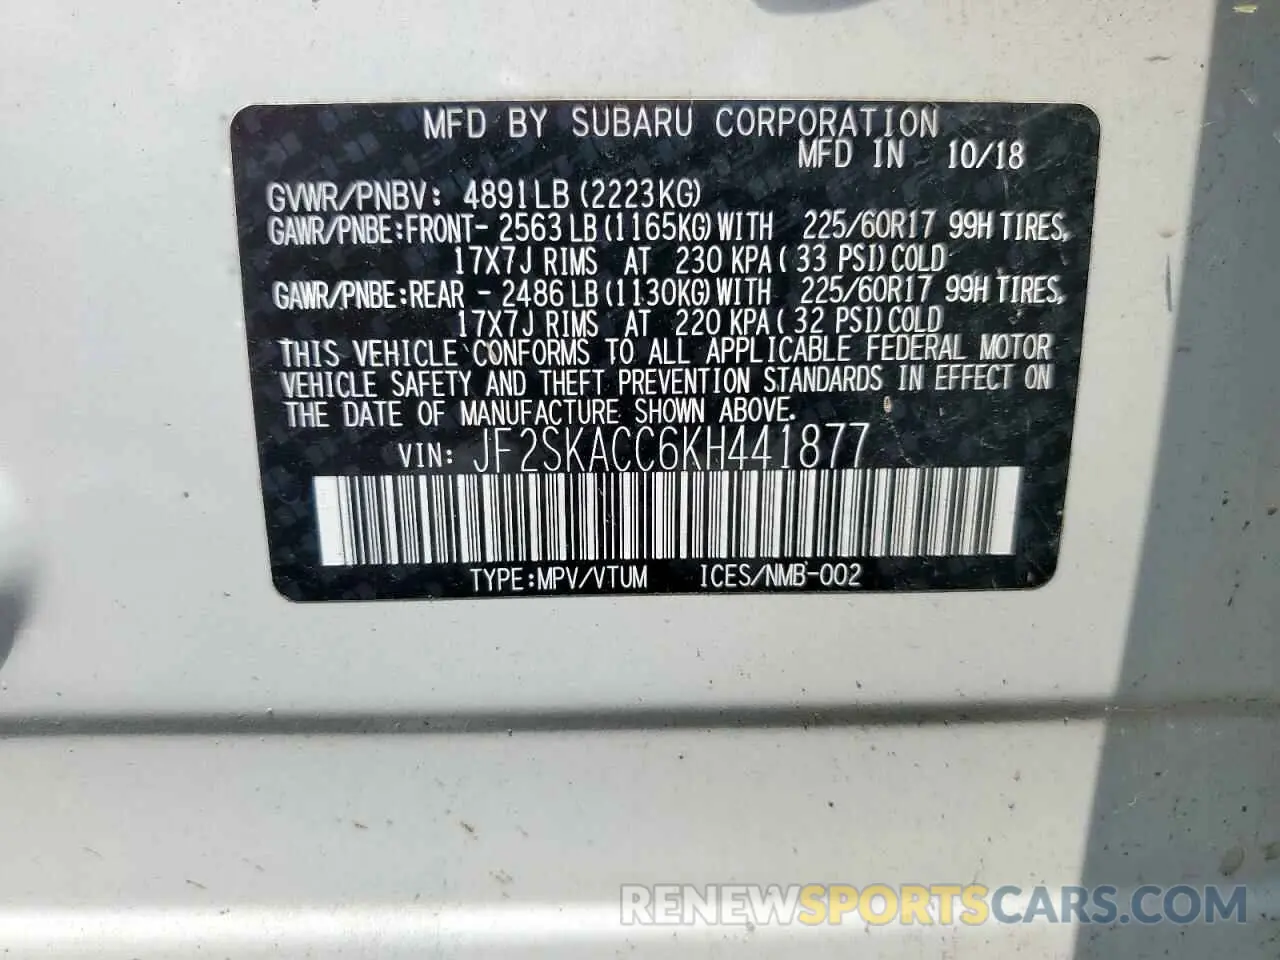 MFD BY SUBARU CORPORATION
MFD IN 10/18
GVWR/PNBV: 4891LB (2223KG)
GAWR/PNBE:FRONT- 2563 LB (1165KG) WITH 225/60R17 99H TIRES,
17X7J RIMS AT 230 KPA ( 33 PSI) COLD
GAWR/PNBE:REAR - 2486 LB (1130KG) WITH 225/60R17 99H TIRES,
17X7J RIMS AT 220 KPA ( 32 PSI) COLD
THIS VEHICLE CONFORMS TO ALL APPLICABLE FEDERAL MOTOR
VEHICLE SAFETY AND THEFT PREVENTION STANDARDS IN EFFECT ON
THE DATE OF MANUFACTURE SHOWN ABOVE.
VIN: JF2SKACC6KH441877
TYPE:MPV/VTUM ICES/NMB-002
RENEWSPORTSCARS.COM